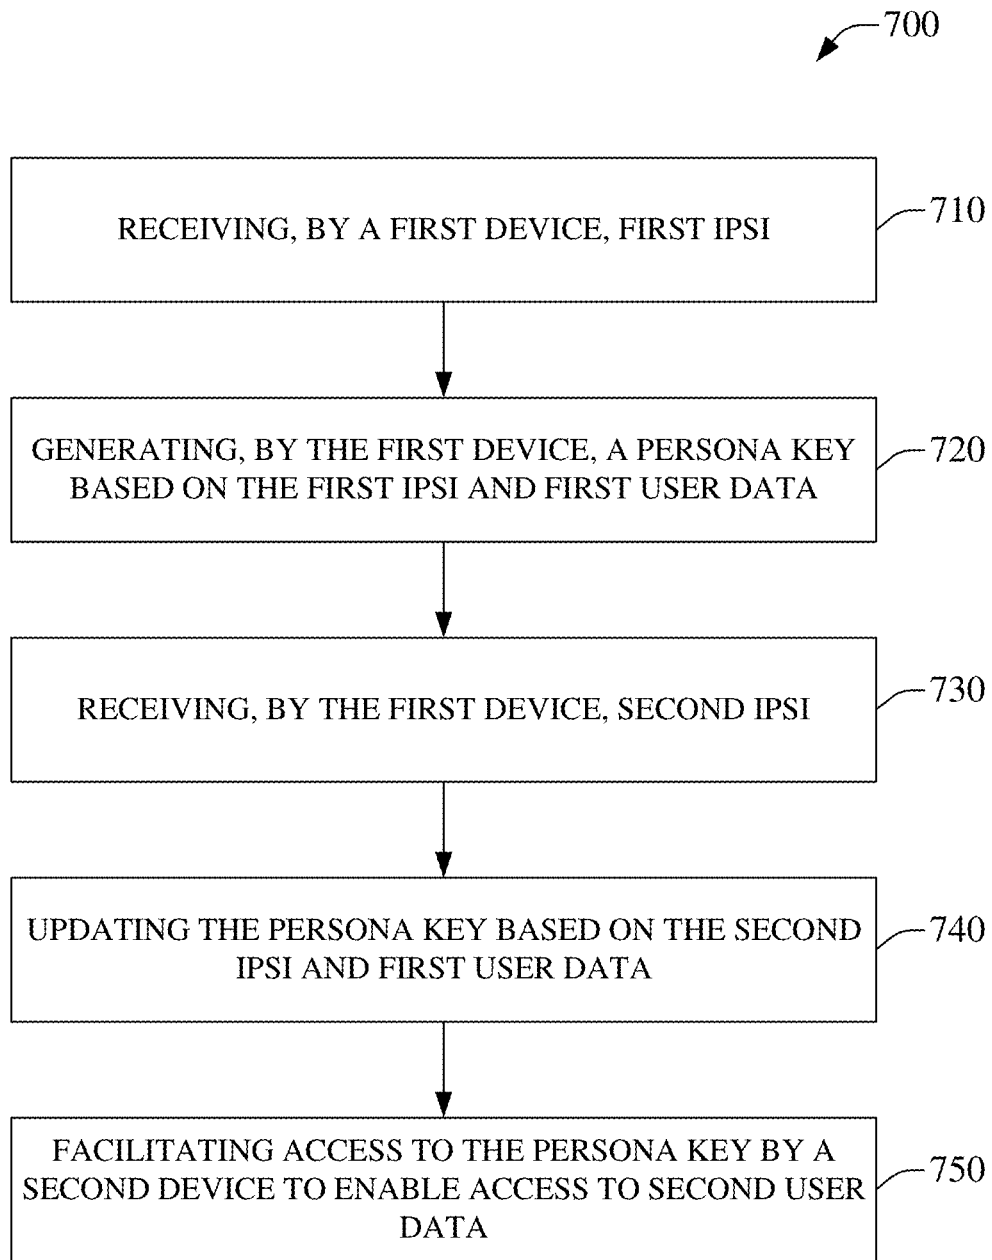 700
RECEIVING, BY A FIRST DEVICE, FIRST IPSI
710
GENERATING, BY THE FIRST DEVICE, A PERSONA KEY
BASED ON THE FIRST IPSI AND FIRST USER DATA
720
RECEIVING, BY THE FIRST DEVICE, SECOND IPSI
730
UPDATING THE PERSONA KEY BASED ON THE SECOND
IPSI AND FIRST USER DATA
740
FACILITATING ACCESS TO THE PERSONA KEY BY A
SECOND DEVICE TO ENABLE ACCESS TO SECOND USER
DATA
750